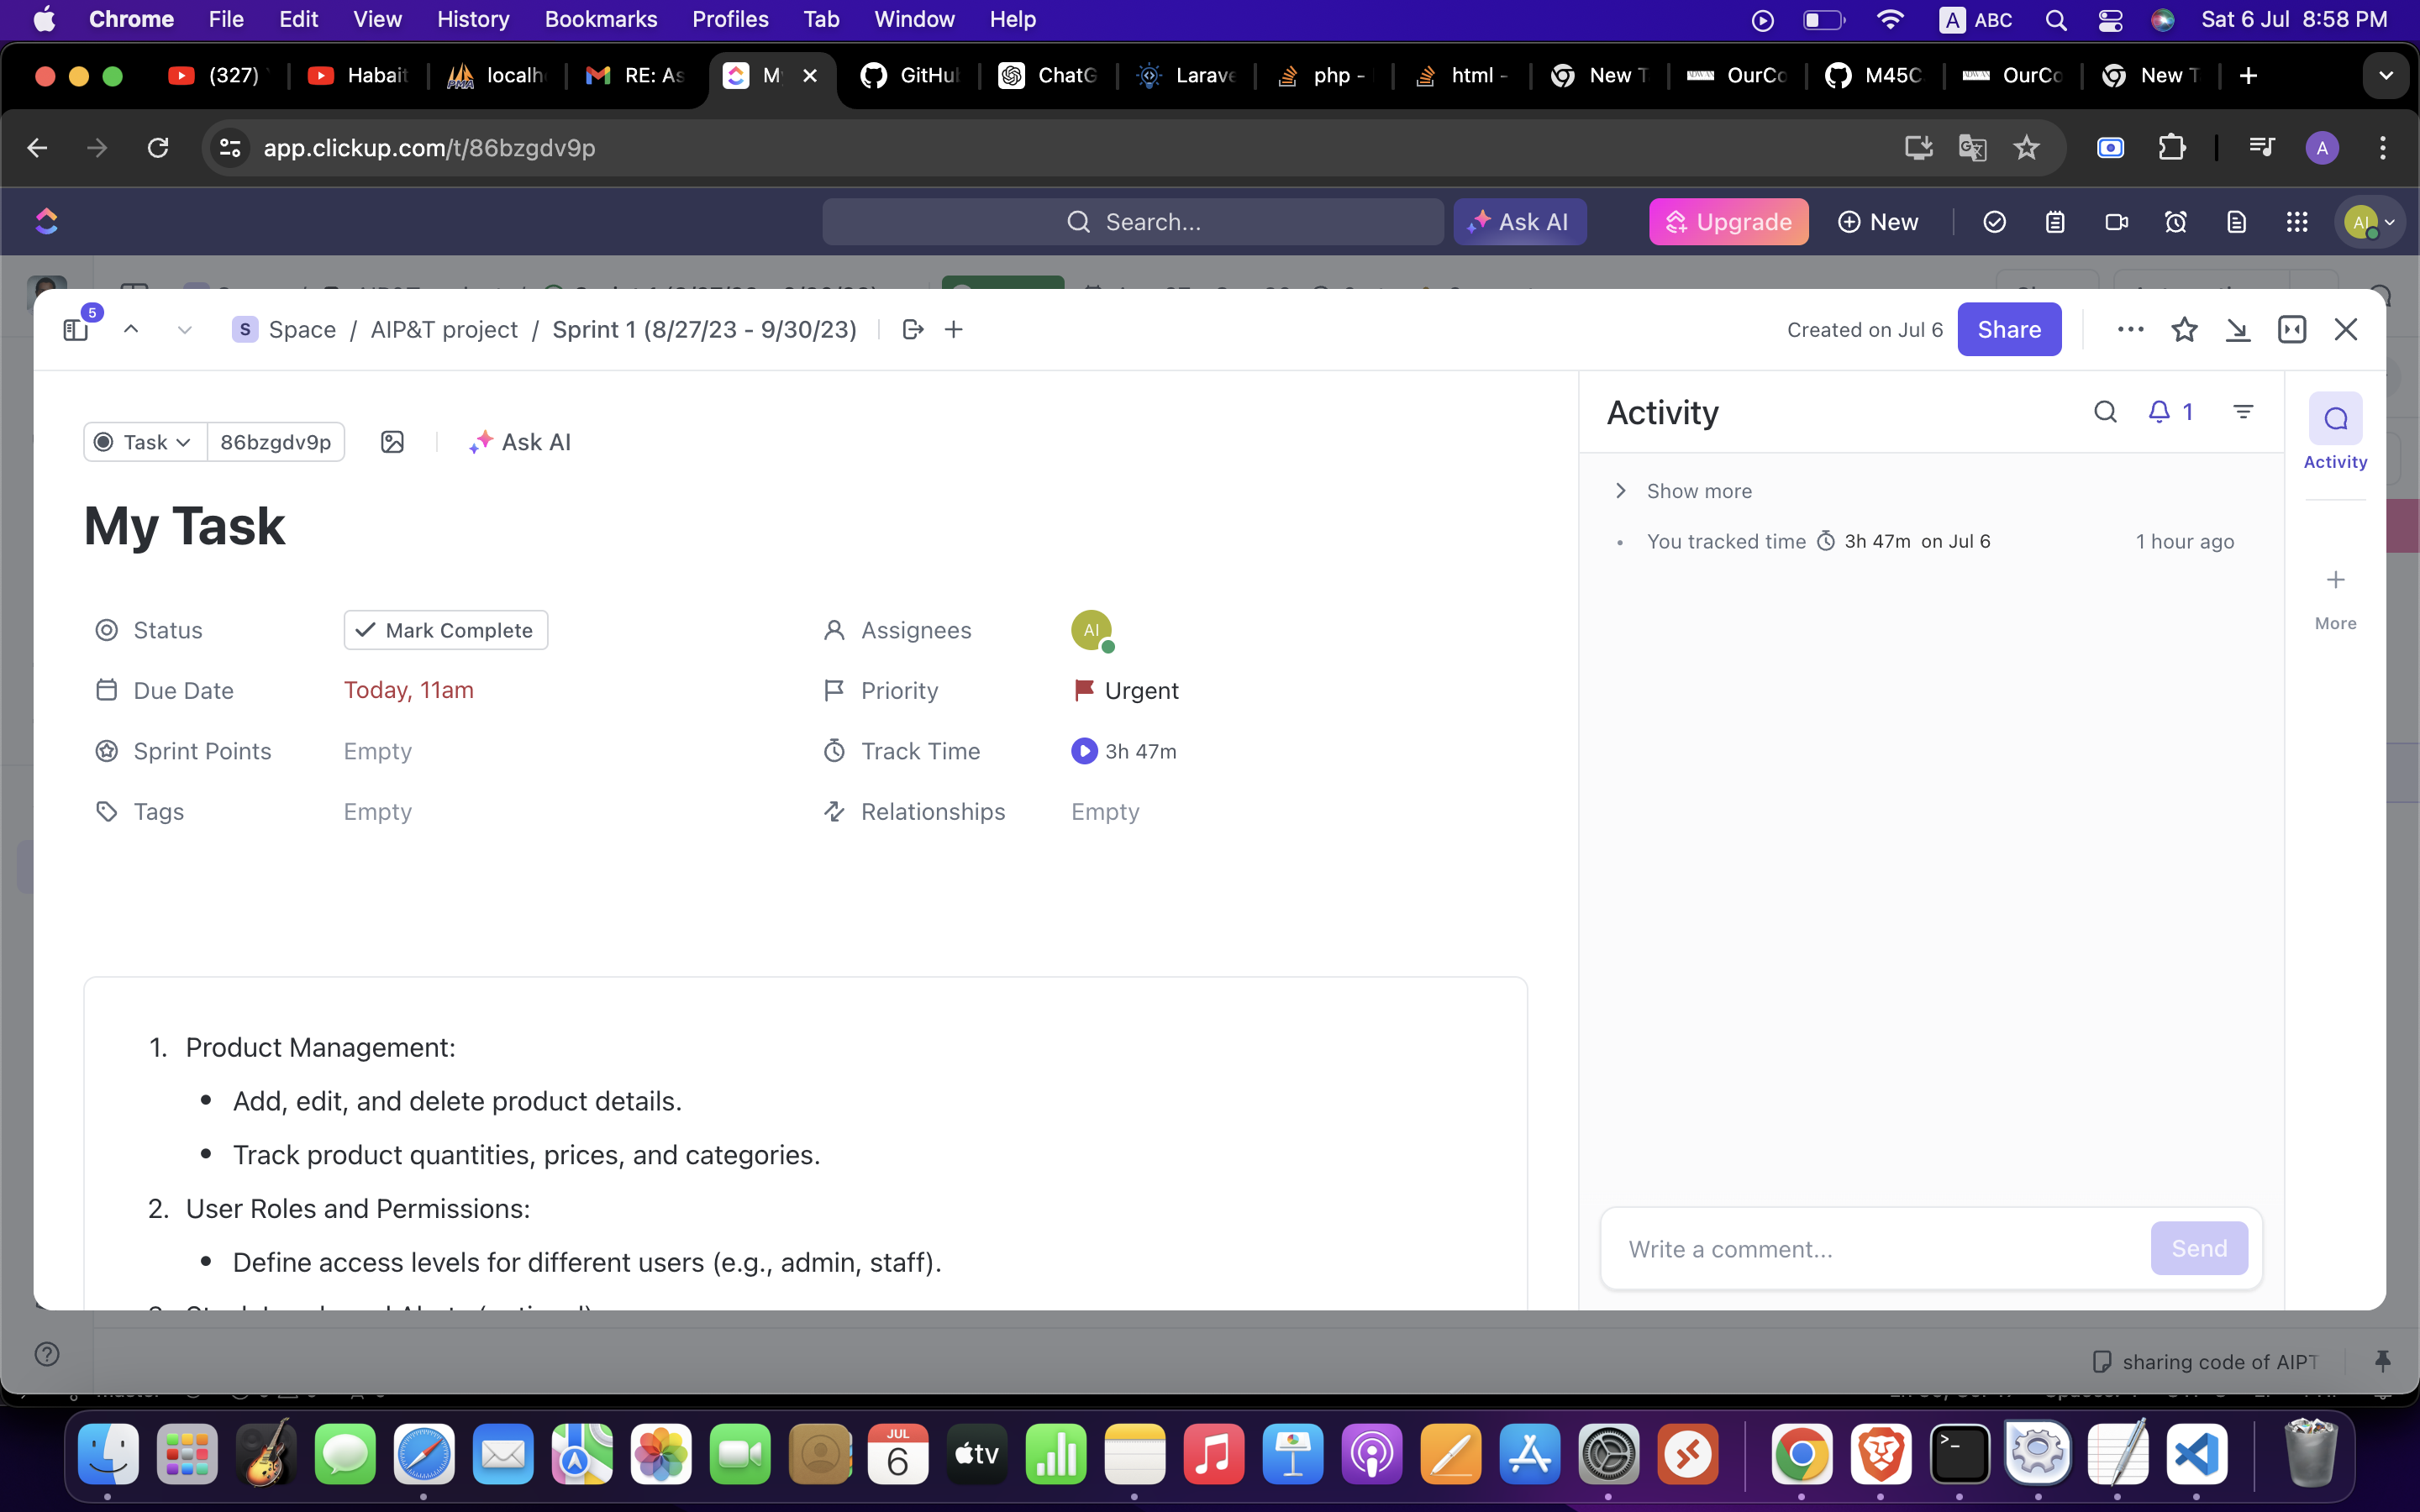 Chrome File Edit View History Bookmarks Profiles Tab Window Help ABC Sat 6 Jul 8:58 PM
(327) Habait localh RE: As M GitHu ChatG Larave php - html - New T OurCo M45C OurCo New T
app.clickup.com/t/86bzgdv9p A
Search... Ask AI Upgrade New AI
5 S Space / AIP&T project / Sprint 1 (8/27/23 - 9/30/23) Created on Jul 6 Share
Task 86bzgdv9p Ask AI
My Task
Status Mark Complete Assignees AI
Due Date Today, 11am Priority Urgent
Sprint Points Empty Track Time 3h 47m
Tags Empty Relationships Empty
1. Product Management:
• Add, edit, and delete product details.
• Track product quantities, prices, and categories.
2. User Roles and Permissions:
• Define access levels for different users (e.g., admin, staff).
Activity 1
Show more
• You tracked time 3h 47m on Jul 6 1 hour ago
Write a comment... Send
Activity
More
sharing code of AIPT
JUL
6
tv